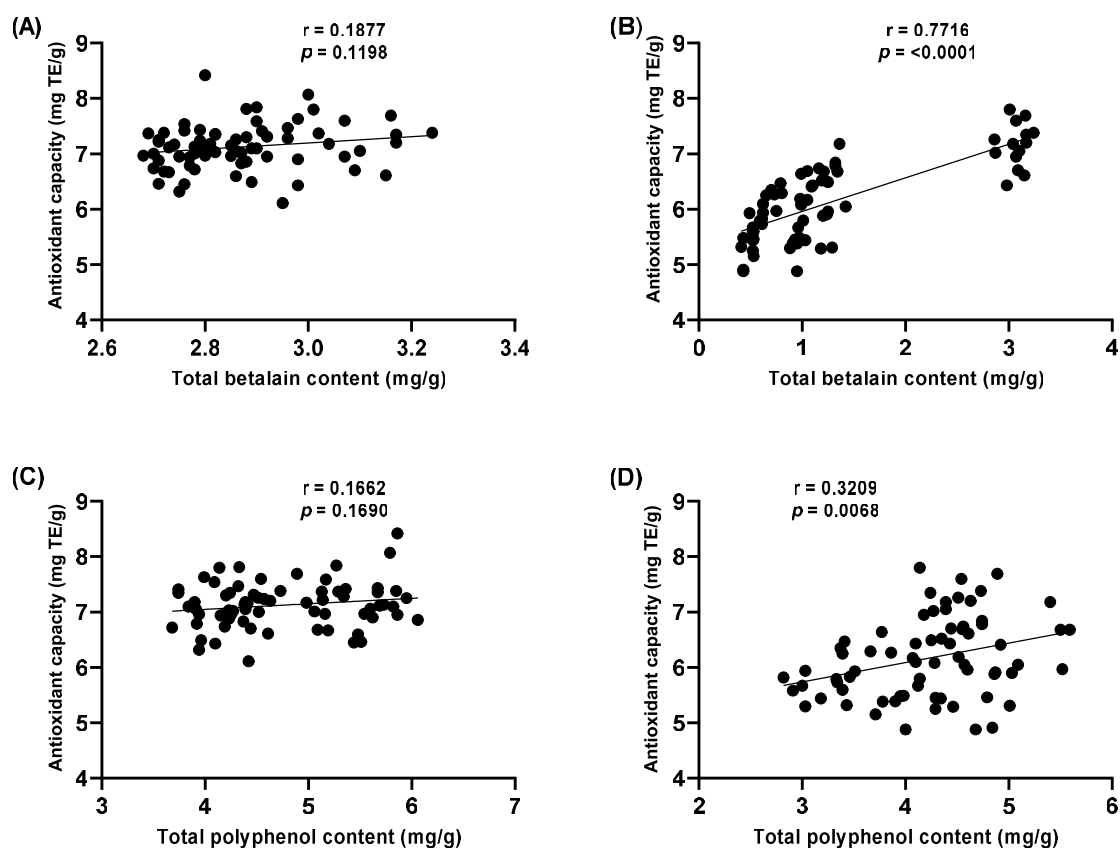 (A)
r = 0.1877
p = 0.1198
9
8
7
6
5
4
Antioxidant capacity (mg TE/g)
2.6 2.8 3.0 3.2 3.4
Total betalain content (mg/g)
(B)
r = 0.7716
p = <0.0001
9
8
7
6
5
4
Antioxidant capacity (mg TE/g)
0 1 2 3 4
Total betalain content (mg/g)
(C)
r = 0.1662
p = 0.1690
9
8
7
6
5
4
Antioxidant capacity (mg TE/g)
3 4 5 6 7
Total polyphenol content (mg/g)
(D)
r = 0.3209
p = 0.0068
9
8
7
6
5
4
Antioxidant capacity (mg TE/g)
2 3 4 5 6
Total polyphenol content (mg/g)